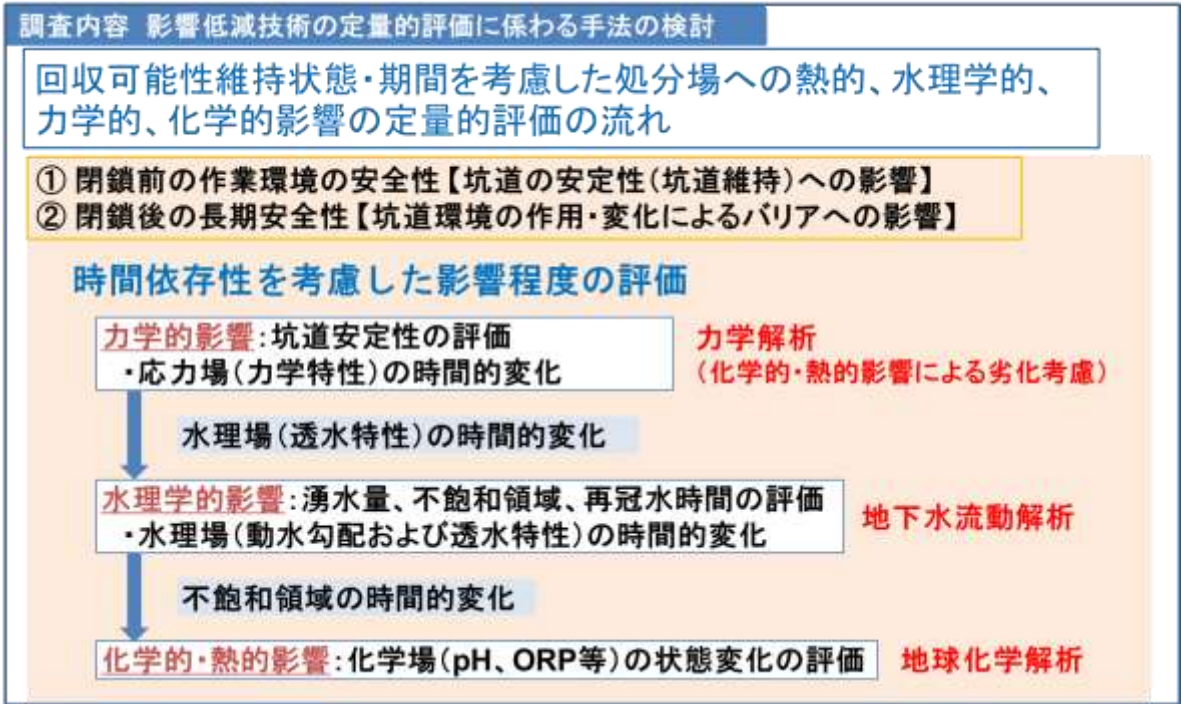 調査内容 影響低減技術の定量的評価に係わる手法の検討
回収可能性維持状態・期間を考慮した処分場への熱的、水理学的、
力学的、化学的影響の定量的評価の流れ
① 閉鎖前の作業環境の安全性【坑道の安定性(坑道維持)への影響】
② 閉鎖後の長期安全性【坑道環境の作用・変化によるバリアへの影響】
時間依存性を考慮した影響程度の評価
力学的影響:坑道安定性の評価
・応力場(力学特性)の時間的変化
力学解析
(化学的・熱的影響による劣化考慮)
水理場(透水特性)の時間的変化
水理学的影響:湧水量、不飽和領域、再冠水時間の評価
・水理場(動水勾配および透水特性)の時間的変化
地下水流動解析
不飽和領域の時間的変化
化学的・熱的影響:化学場(pH、ORP等)の状態変化の評価
地球化学解析